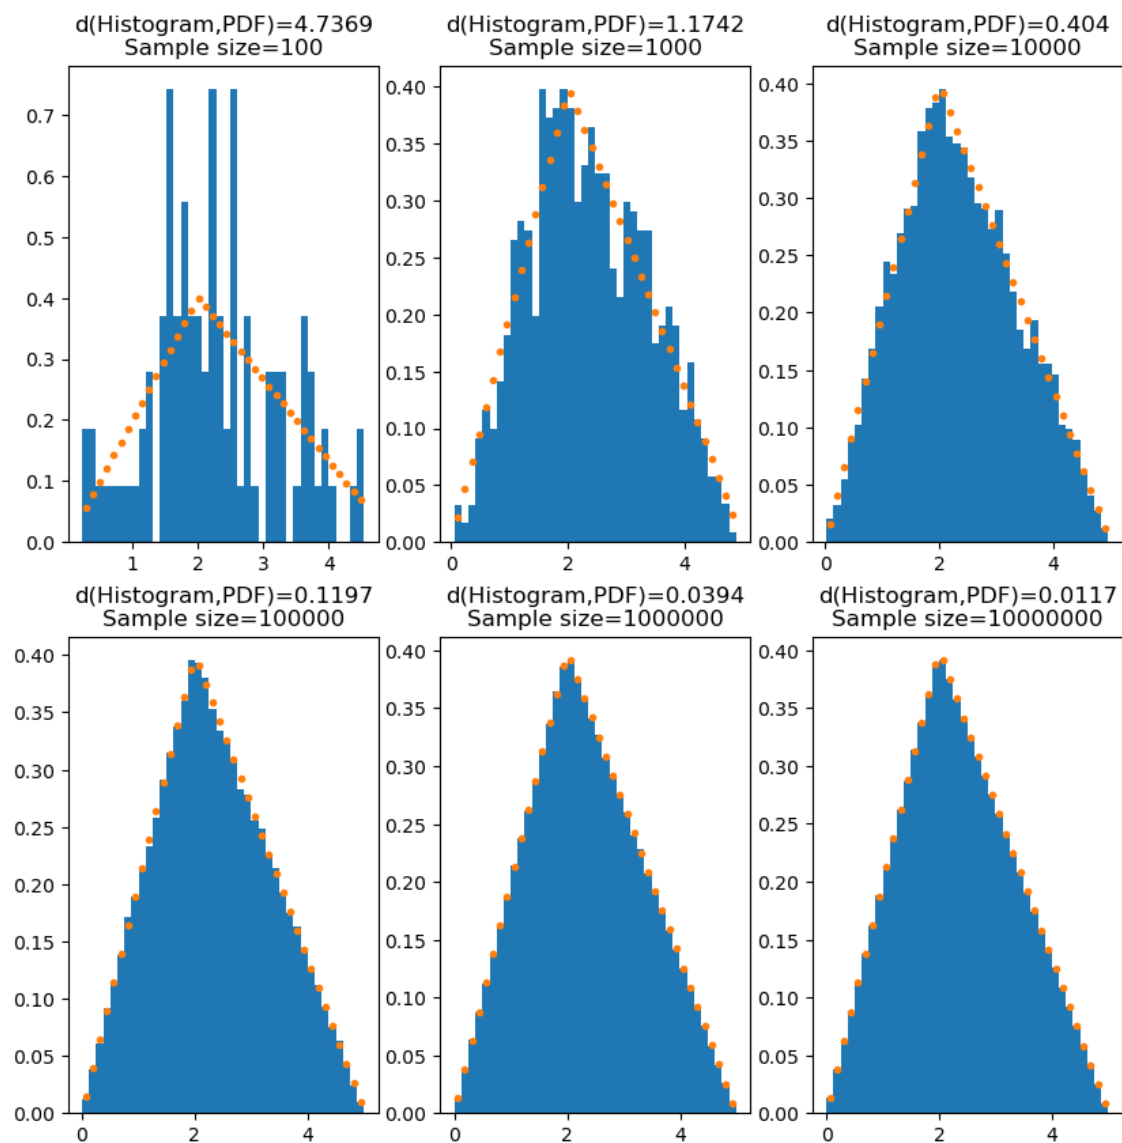 d(Histogram,PDF)=4.7369
Sample size=100
0.7
0.6
0.5
0.4
0.3
0.2
0.1
0.0
1 2 3 4
d(Histogram,PDF)=1.1742
Sample size=1000
0.40
0.35
0.30
0.25
0.20
0.15
0.10
0.05
0.00
0 2 4
d(Histogram,PDF)=0.404
Sample size=10000
0.40
0.35
0.30
0.25
0.20
0.15
0.10
0.05
0.00
0 2 4
d(Histogram,PDF)=0.1197
Sample size=100000
0.40
0.35
0.30
0.25
0.20
0.15
0.10
0.05
0.00
0 2 4
d(Histogram,PDF)=0.0394
Sample size=1000000
0.40
0.35
0.30
0.25
0.20
0.15
0.10
0.05
0.00
0 2 4
d(Histogram,PDF)=0.0117
Sample size=10000000
0.40
0.35
0.30
0.25
0.20
0.15
0.10
0.05
0.00
0 2 4